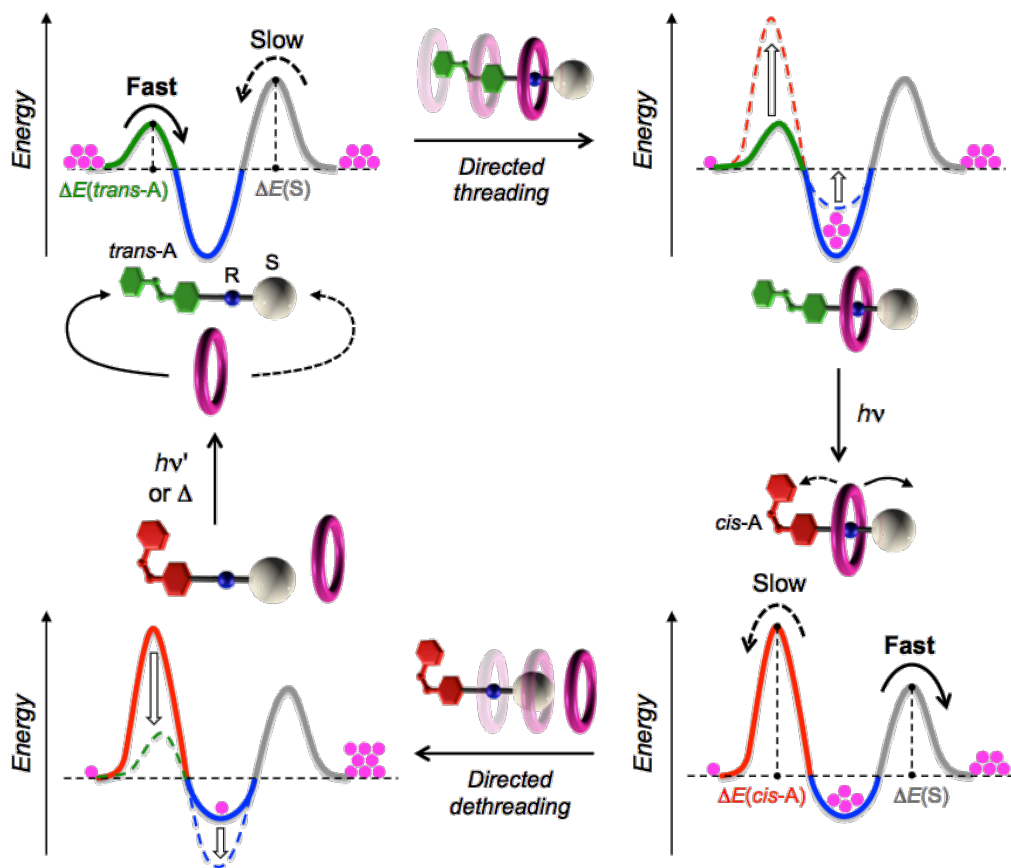 Energy
Fast
Slow
ΔE(trans-A)
ΔE(S)
Directed
threading
Energy
trans-A
R
S
hν
hν'
or Δ
cis-A
Energy
Directed
dethreading
Energy
Slow
Fast
ΔE(cis-A)
ΔE(S)